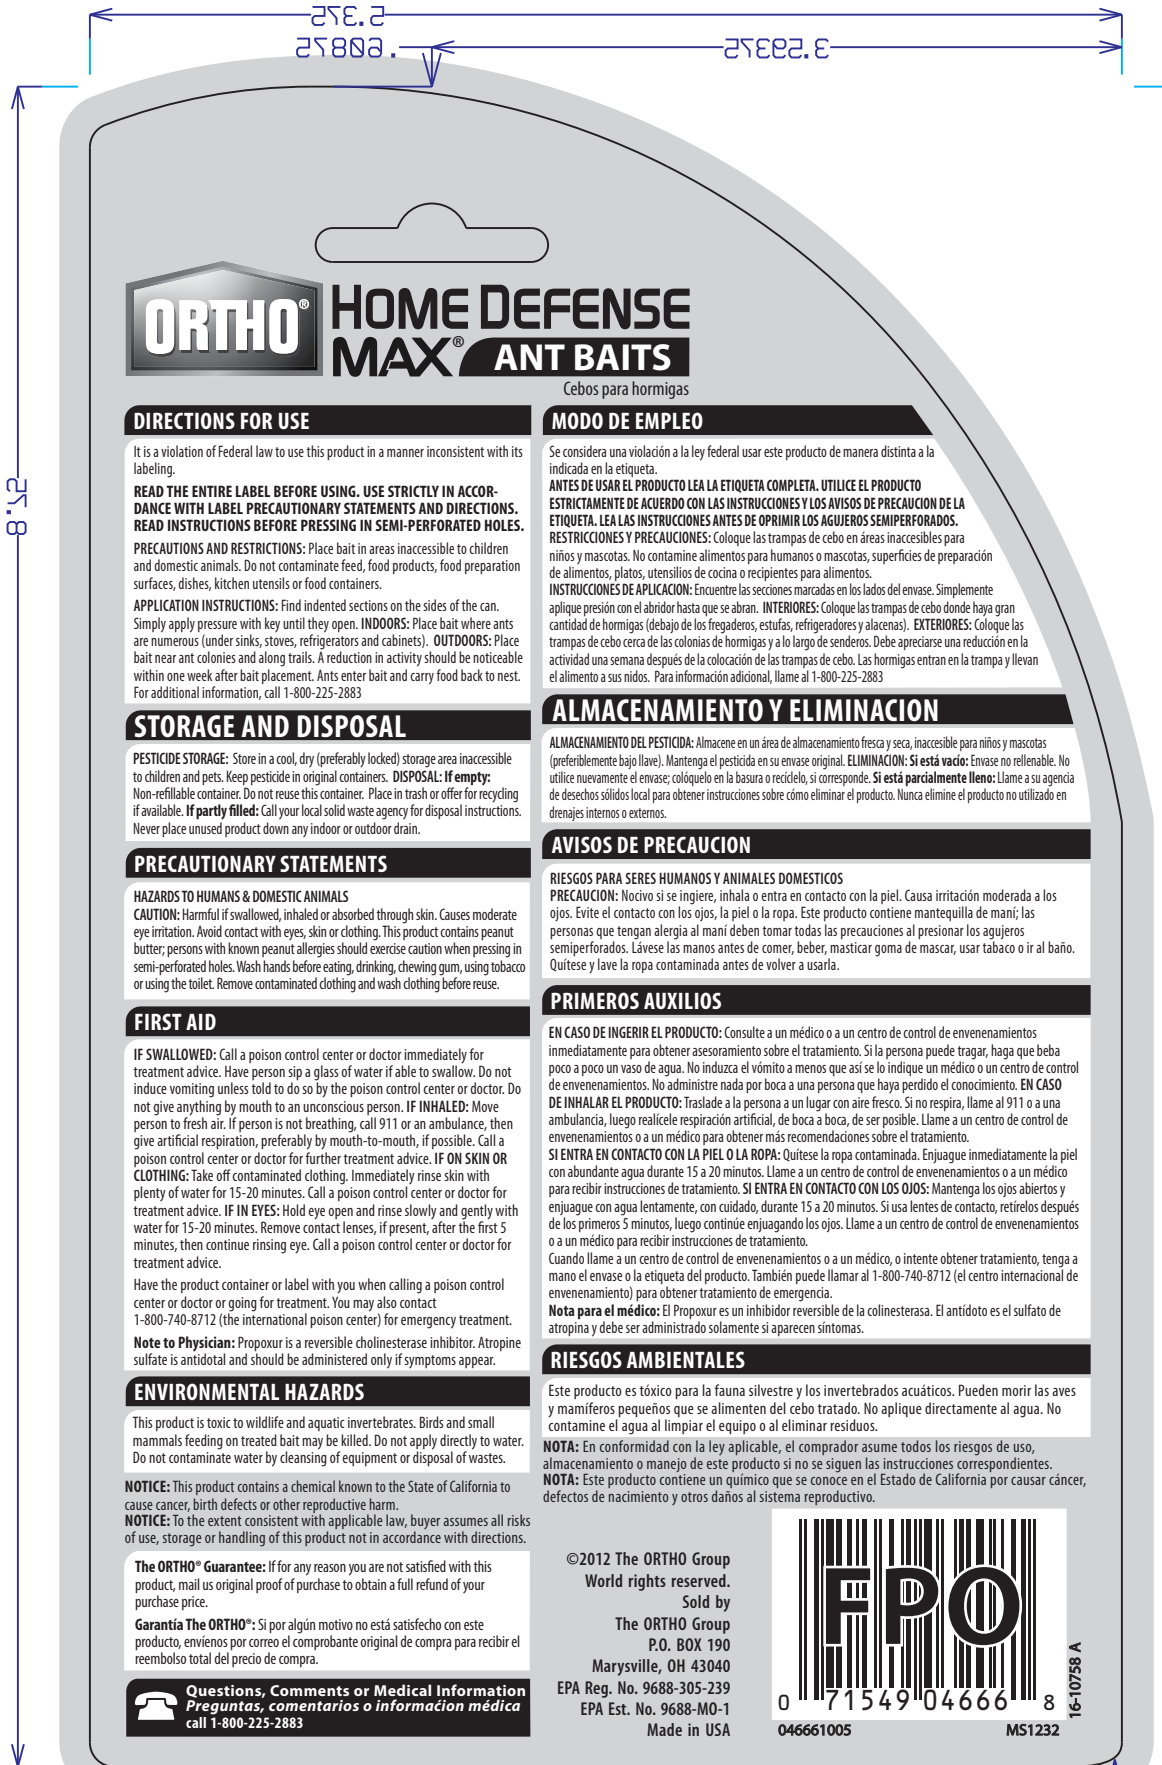 5.375
.60875
3.59375
8.75
ORTHO®
HOME DEFENSE
MAX® ANT BAITS
Cebos para hormigas
DIRECTIONS FOR USE
It is a violation of Federal law to use this product in a manner inconsistent with its
labeling.
READ THE ENTIRE LABEL BEFORE USING. USE STRICTLY IN ACCOR-
DANCE WITH LABEL PRECAUTIONARY STATEMENTS AND DIRECTIONS.
READ INSTRUCTIONS BEFORE PRESSING IN SEMI-PERFORATED HOLES.
PRECAUTIONS AND RESTRICTIONS: Place bait in areas inaccessible to children
and domestic animals. Do not contaminate feed, food products, food preparation
surfaces, dishes, kitchen utensils or food containers.
APPLICATION INSTRUCTIONS: Find indented sections on the sides of the can.
Simply apply pressure with key until they open. INDOORS: Place bait where ants
are numerous (under sinks, stoves, refrigerators and cabinets). OUTDOORS: Place
bait near ant colonies and along trails. A reduction in activity should be noticeable
within one week after bait placement. Ants enter bait and carry food back to nest.
For additional information, call 1-800-225-2883
STORAGE AND DISPOSAL
PESTICIDE STORAGE: Store in a cool, dry (preferably locked) storage area inaccessible
to children and pets. Keep pesticide in original containers. DISPOSAL: If empty:
Non-refillable container. Do not reuse this container. Place in trash or offer for recycling
if available. If partly filled: Call your local solid waste agency for disposal instructions.
Never place unused product down any indoor or outdoor drain.
PRECAUTIONARY STATEMENTS
HAZARDS TO HUMANS & DOMESTIC ANIMALS
CAUTION: Harmful if swallowed, inhaled or absorbed through skin. Causes moderate
eye irritation. Avoid contact with eyes, skin or clothing. This product contains peanut
butter; persons with known peanut allergies should exercise caution when pressing in
semi-perforated holes. Wash hands before eating, drinking, chewing gum, using tobacco
or using the toilet. Remove contaminated clothing and wash clothing before reuse.
FIRST AID
IF SWALLOWED: Call a poison control center or doctor immediately for
treatment advice. Have person sip a glass of water if able to swallow. Do not
induce vomiting unless told to do so by the poison control center or doctor. Do
not give anything by mouth to an unconscious person. IF INHALED: Move
person to fresh air. If person is not breathing, call 911 or an ambulance, then
give artificial respiration, preferably by mouth-to-mouth, if possible. Call a
poison control center or doctor for further treatment advice. IF ON SKIN OR
CLOTHING: Take off contaminated clothing. Immediately rinse skin with
plenty of water for 15-20 minutes. Call a poison control center or doctor for
treatment advice. IF IN EYES: Hold eye open and rinse slowly and gently with
water for 15-20 minutes. Remove contact lenses, if present, after the first 5
minutes, then continue rinsing eye. Call a poison control center or doctor for
treatment advice.
Have the product container or label with you when calling a poison control
center or doctor or going for treatment. You may also contact
1-800-740-8712 (the international poison center) for emergency treatment.
Note to Physician: Propoxur is a reversible cholinesterase inhibitor. Atropine
sulfate is antidotal and should be administered only if symptoms appear.
ENVIRONMENTAL HAZARDS
This product is toxic to wildlife and aquatic invertebrates. Birds and small
mammals feeding on treated bait may be killed. Do not apply directly to water.
Do not contaminate water by cleansing of equipment or disposal of wastes.
NOTICE: This product contains a chemical known to the State of California to
cause cancer, birth defects or other reproductive harm.
NOTICE: To the extent consistent with applicable law, buyer assumes all risks
of use, storage or handling of this product not in accordance with directions.
The ORTHO® Guarantee: If for any reason you are not satisfied with this
product, mail us original proof of purchase to obtain a full refund of your
purchase price.
Garantía The ORTHO®: Si por algún motivo no está satisfecho con este
producto, envíenos por correo el comprobante original de compra para recibir el
reembolso total del precio de compra.
Questions, Comments or Medical Information
Preguntas, comentarios o informaćion médica
call 1-800-225-2883
MODO DE EMPLEO
Se considera una violación a la ley federal usar este producto de manera distinta a la
indicada en la etiqueta.
ANTES DE USAR EL PRODUCTO LEA LA ETIQUETA COMPLETA. UTILICE EL PRODUCTO
ESTRICTAMENTE DE ACUERDO CON LAS INSTRUCCIONES Y LOS AVISOS DE PRECAUCION DE LA
ETIQUETA. LEA LAS INSTRUCCIONES ANTES DE OPRIMIR LOS AGUJEROS SEMIPERFORADOS.
RESTRICCIONES Y PRECAUCIONES: Coloque las trampas de cebo en áreas inaccesibles para
niños y mascotas. No contamine alimentos para humanos o mascotas, superficies de preparación
de alimentos, platos, utensilios de cocina o recipientes para alimentos.
INSTRUCCIONES DE APLICACION: Encuentre las secciones marcadas en los lados del envase. Simplemente
aplique presión con el abridor hasta que se abran. INTERIORES: Coloque las trampas de cebo donde haya gran
cantidad de hormigas (debajo de los fregaderos, estufas, refrigeradores y alacenas). EXTERIORES: Coloque las
trampas de cebo cerca de las colonias de hormigas y a lo largo de senderos. Debe apreciarse una reducción en la
actividad una semana después de la colocación de las trampas de cebo. Las hormigas entran en la trampa y llevan
el alimento a sus nidos. Para información adicional, llame al 1-800-225-2883
ALMACENAMIENTO Y ELIMINACION
ALMACENAMIENTO DEL PESTICIDA: Almacene en un área de almacenamiento fresca y seca, inaccesible para niños y mascotas
(preferiblemente bajo llave). Mantenga el pesticida en su envase original. ELIMINACION: Si está vacío: Envase no rellenable. No
utilice nuevamente el envase; colóquelo en la basura o recíclelo, si corresponde. Si está parcialmente lleno: Llame a su agencia
de desechos sólidos local para obtener instrucciones sobre cómo eliminar el producto. Nunca elimine el producto no utilizado en
drenajes internos o externos.
AVISOS DE PRECAUCION
RIESGOS PARA SERES HUMANOS Y ANIMALES DOMESTICOS
PRECAUCION: Nocivo si se ingiere, inhala o entra en contacto con la piel. Causa irritación moderada a los
ojos. Evite el contacto con los ojos, la piel o la ropa. Este producto contiene mantequilla de maní; las
personas que tengan alergia al maní deben tomar todas las precauciones al presionar los agujeros
semiperforados. Lávese las manos antes de comer, beber, masticar goma de mascar, usar tabaco o ir al baño.
Quítese y lave la ropa contaminada antes de volver a usarla.
PRIMEROS AUXILIOS
EN CASO DE INGERIR EL PRODUCTO: Consulte a un médico o a un centro de control de envenenamientos
inmediatamente para obtener asesoramiento sobre el tratamiento. Si la persona puede tragar, haga que beba
poco a poco un vaso de agua. No induzca el vómito a menos que así se lo indique un médico o un centro de control
de envenenamientos. No administre nada por boca a una persona que haya perdido el conocimiento. EN CASO
DE INHALAR EL PRODUCTO: Traslade a la persona a un lugar con aire fresco. Si no respira, llame al 911 o a una
ambulancia, luego realícele respiración artificial, de boca a boca, de ser posible. Llame a un centro de control de
envenenamientos o a un médico para obtener más recomendaciones sobre el tratamiento.
SI ENTRA EN CONTACTO CON LA PIEL O LA ROPA: Quítese la ropa contaminada. Enjuague inmediatamente la piel
con abundante agua durante 15 a 20 minutos. Llame a un centro de control de envenenamientos o a un médico
para recibir instrucciones de tratamiento. SI ENTRA EN CONTACTO CON LOS OJOS: Mantenga los ojos abiertos y
enjuague con agua lentamente, con cuidado, durante 15 a 20 minutos. Si usa lentes de contacto, retírelos después
de los primeros 5 minutos, luego continúe enjuagando los ojos. Llame a un centro de control de envenenamientos
o a un médico para recibir instrucciones de tratamiento.
Cuando llame a un centro de control de envenenamientos o a un médico, o intente obtener tratamiento, tenga a
mano el envase o la etiqueta del producto. También puede llamar al 1-800-740-8712 (el centro internacional de
envenenamiento) para obtener tratamiento de emergencia.
Nota para el médico: El Propoxur es un inhibidor reversible de la colinesterasa. El antídoto es el sulfato de
atropina y debe ser administrado solamente si aparecen síntomas.
RIESGOS AMBIENTALES
Este producto es tóxico para la fauna silvestre y los invertebrados acuáticos. Pueden morir las aves
y mamíferos pequeños que se alimenten del cebo tratado. No aplique directamente al agua. No
contamine el agua al limpiar el equipo o al eliminar residuos.
NOTA: En conformidad con la ley aplicable, el comprador asume todos los riesgos de uso,
almacenamiento o manejo de este producto si no se siguen las instrucciones correspondientes.
NOTA: Este producto contiene un químico que se conoce en el Estado de California por causar cáncer,
defectos de nacimiento y otros daños al sistema reproductivo.
©2012 The ORTHO Group
World rights reserved.
Sold by
The ORTHO Group
P.O. BOX 190
Marysville, OH 43040
EPA Reg. No. 9688-305-239
EPA Est. No. 9688-MO-1
Made in USA
FPO
0 71549 04666 8
046661005 MS1232
16-10758 A